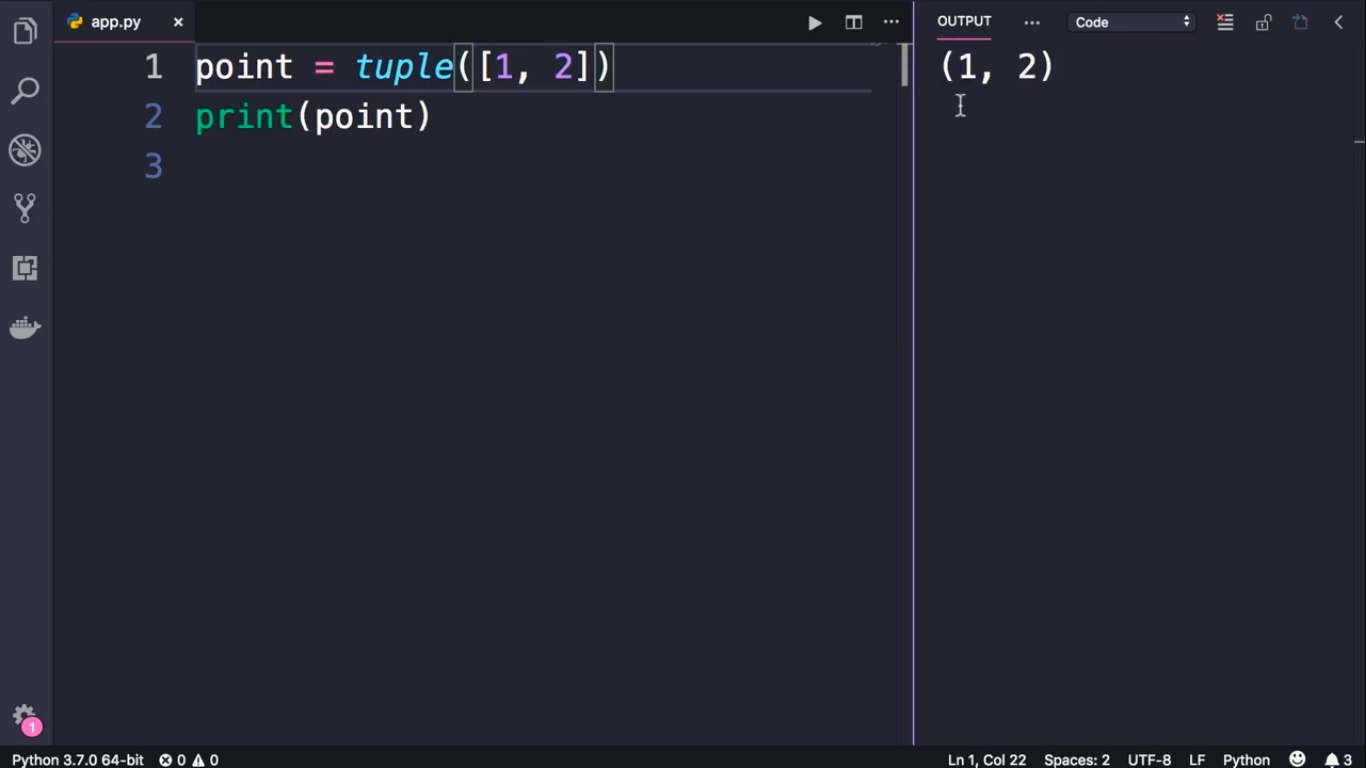 app.py
OUTPUT
Code
1 point = tuple([1, 2])
2 print(point)
3
(1, 2)
1
Python 3.7.0 64-bit 0 0 Ln 1, Col 22 Spaces: 2 UTF-8 LF Python 3